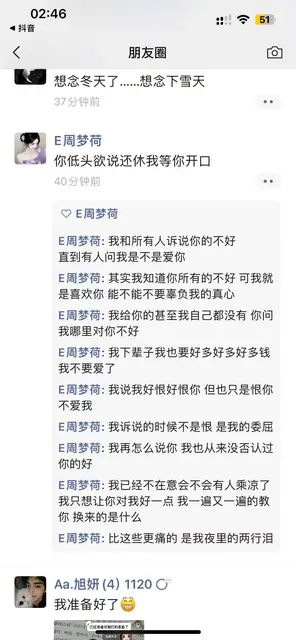 02:46
51
抖音
朋友圈
想念冬天了......想念下雪天
37分钟前
E周梦荷
你低头欲说还休我等你开口
40分钟前
E周梦荷
E周梦荷: 我和所有人诉说你的不好
直到有人问我是不是爱你
E周梦荷: 其实我知道你所有的不好 可我就
是喜欢你 能不能不要辜负我的真心
E周梦荷: 我给你的甚至我自己都没有 你问
我哪里对你不好
E周梦荷: 我下辈子我也要好多好多好多钱
我不要爱了
E周梦荷: 我说我好恨好恨你 但也只是恨你
不爱我
E周梦荷: 我诉说的时候不是恨 是我的委屈
E周梦荷: 我再怎么说你 我也从来没否认过
你的好
E周梦荷: 我已经不在意会不会有人乘凉了
我只想让你对我好一点 我一遍又一遍的教
你 换来的是什么
E周梦荷: 比这些更痛的 是我夜里的两行泪
Aa.旭妍(4) 1120
我准备好了